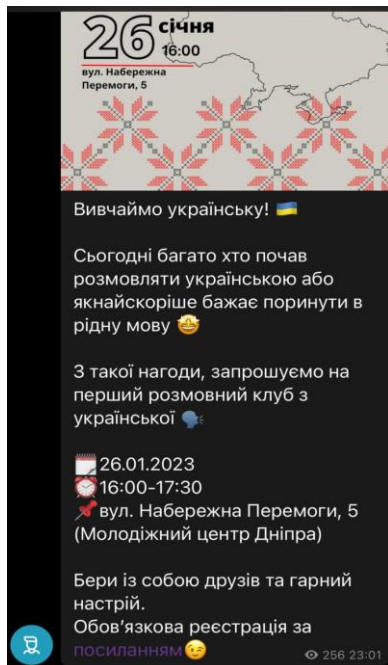 26 січня
16:00
вул. Набережна
Перемоги, 5
Вивчаймо українську! 🇺🇦
Сьогодні багато хто почав
розмовляти українською або
якнайскоріше бажає поринути в
рідну мову 🤩
З такої нагоди, запрошуємо на
перший розмовний клуб з
української 🗣
🗓 26.01.2023
⏰ 16:00-17:30
📌 вул. Набережна Перемоги, 5
(Молодіжний центр Дніпра)
Бери із собою друзів та гарний
настрій.
Обов’язкова реєстрація за
посиланням 😉
256 23:01